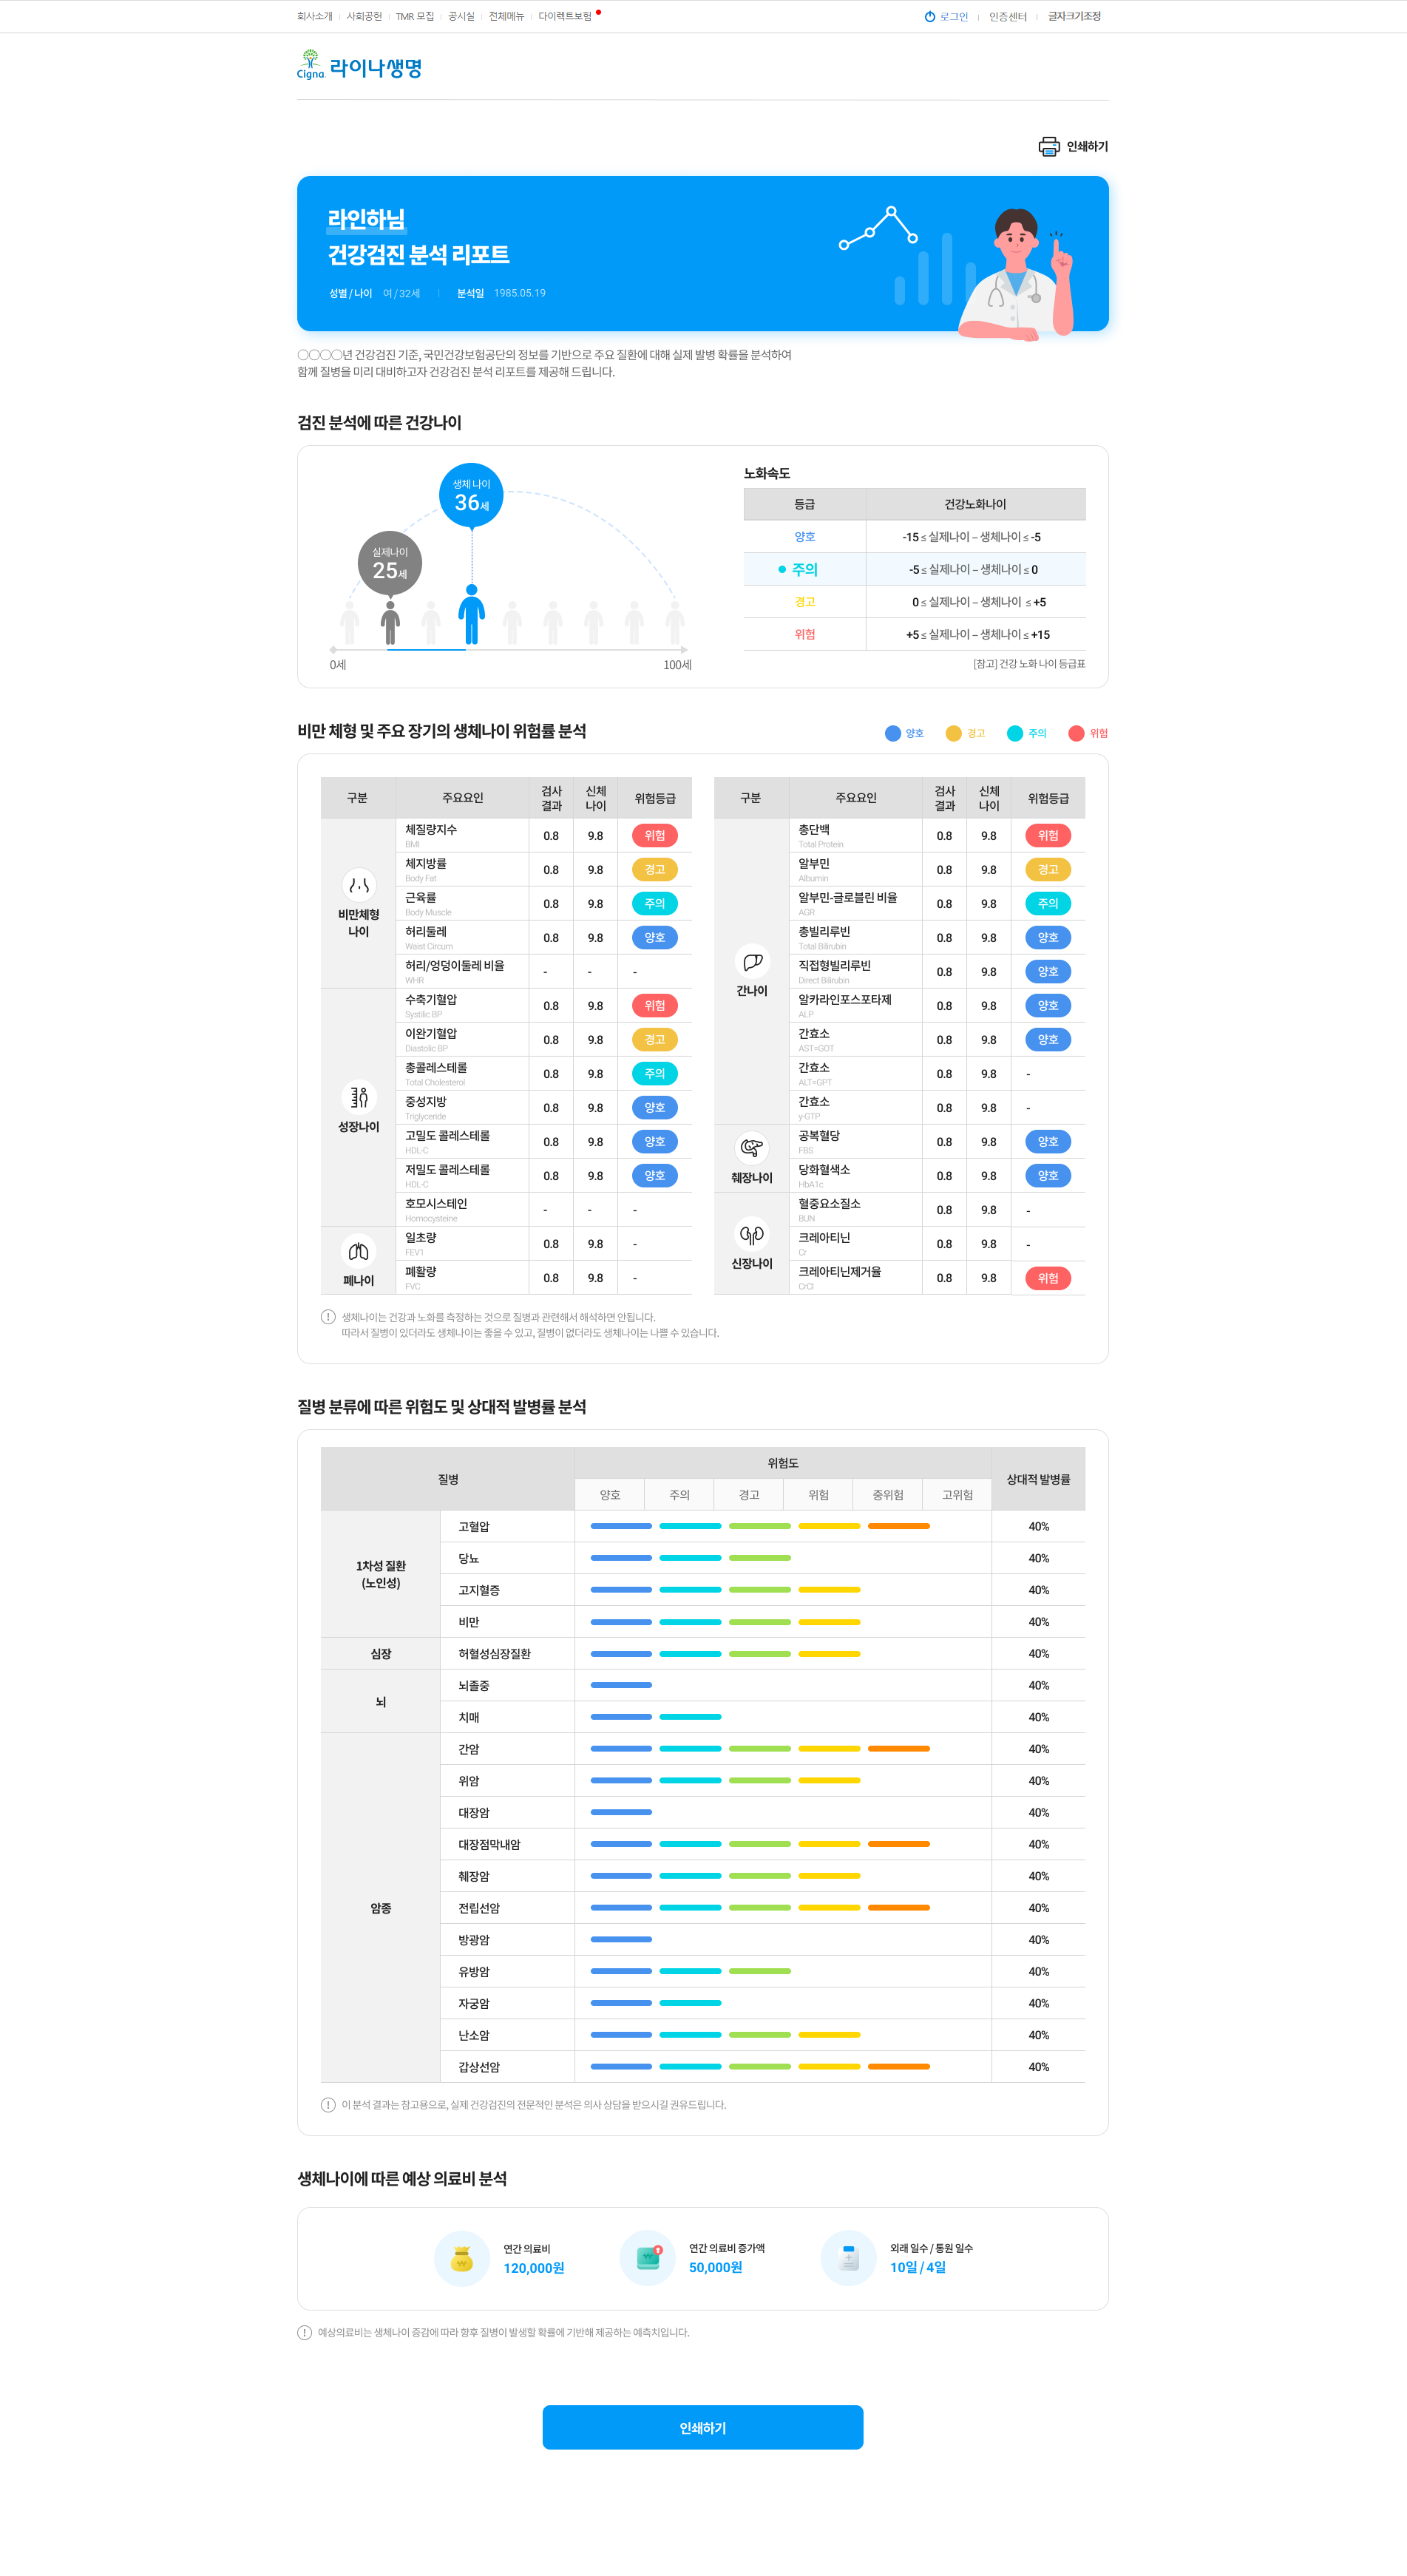 회사소개 사회공헌 TMR 모집 공시실 전체메뉴 다이렉트보험
로그인 인증센터 글자크기조정
Cigna 라이나생명
인쇄하기
라인하님
건강검진 분석 리포트
성별 / 나이 여 / 32세 분석일 1985.05.19
〇〇〇〇년 건강검진 기준, 국민건강보험공단의 정보를 기반으로 주요 질환에 대해 실제 발병 확률을 분석하여
함께 질병을 미리 대비하고자 건강검진 분석 리포트를 제공해 드립니다.
검진 분석에 따른 건강나이
생체 나이
36세
실제나이
25세
0세 100세
노화속도
등급 건강노화나이
양호 -15 ≤ 실제나이 – 생체나이 ≤ -5
주의 -5 ≤ 실제나이 – 생체나이 ≤ 0
경고 0 ≤ 실제나이 – 생체나이 ≤ +5
위험 +5 ≤ 실제나이 – 생체나이 ≤ +15
[참고] 건강 노화 나이 등급표
비만 체형 및 주요 장기의 생체나이 위험률 분석
양호 경고 주의 위험
구분 주요요인 검사 결과 신체 나이 위험등급
비만체형
나이
체질량지수 0.8 9.8 위험
BMI
체지방률 0.8 9.8 경고
Body Fat
근육률 0.8 9.8 주의
Body Muscle
허리둘레 0.8 9.8 양호
Waist Circum
허리/엉덩이둘레 비율 - - -
WHR
성장나이
수축기혈압 0.8 9.8 위험
Systilic BP
이완기혈압 0.8 9.8 경고
Diastolic BP
총콜레스테롤 0.8 9.8 주의
Total Cholesterol
중성지방 0.8 9.8 양호
Triglyceride
고밀도 콜레스테롤 0.8 9.8 양호
HDL-C
저밀도 콜레스테롤 0.8 9.8 양호
HDL-C
호모시스테인 - - -
Homocysteine
폐나이
일초량 0.8 9.8 -
FEV1
폐활량 0.8 9.8 -
FVC
구분 주요요인 검사 결과 신체 나이 위험등급
간나이
총단백 0.8 9.8 위험
Total Protein
알부민 0.8 9.8 경고
Albumin
알부민-글로블린 비율 0.8 9.8 주의
AGR
총빌리루빈 0.8 9.8 양호
Total Bilirubin
직접형빌리루빈 0.8 9.8 양호
Direct Bilirubin
알카라인포스포타제 0.8 9.8 양호
ALP
간효소 0.8 9.8 양호
AST=GOT
간효소 0.8 9.8 -
ALT=GPT
간효소 0.8 9.8 -
y-GTP
췌장나이
공복혈당 0.8 9.8 양호
FBS
당화혈색소 0.8 9.8 양호
HbA1c
신장나이
혈중요소질소 0.8 9.8 -
BUN
크레아티닌 0.8 9.8 -
Cr
크레아티닌제거율 0.8 9.8 위험
CrCl
생체나이는 건강과 노화를 측정하는 것으로 질병과 관련해서 해석하면 안됩니다.
따라서 질병이 있더라도 생체나이는 좋을 수 있고, 질병이 없더라도 생체나이는 나쁠 수 있습니다.
질병 분류에 따른 위험도 및 상대적 발병률 분석
질병 위험도 상대적 발병률
양호 주의 경고 위험 중위험 고위험
1차성 질환
(노인성)
고혈압 40%
당뇨 40%
고지혈증 40%
비만 40%
심장 허혈성심장질환 40%
뇌
뇌졸중 40%
치매 40%
암종
간암 40%
위암 40%
대장암 40%
대장점막내암 40%
췌장암 40%
전립선암 40%
방광암 40%
유방암 40%
자궁암 40%
난소암 40%
갑상선암 40%
이 분석 결과는 참고용으로, 실제 건강검진의 전문적인 분석은 의사 상담을 받으시길 권유드립니다.
생체나이에 따른 예상 의료비 분석
연간 의료비
120,000원
연간 의료비 증가액
50,000원
외래 일수 / 통원 일수
10일 / 4일
예상의료비는 생체나이 증감에 따라 향후 질병이 발생할 확률에 기반해 제공하는 예측치입니다.
인쇄하기